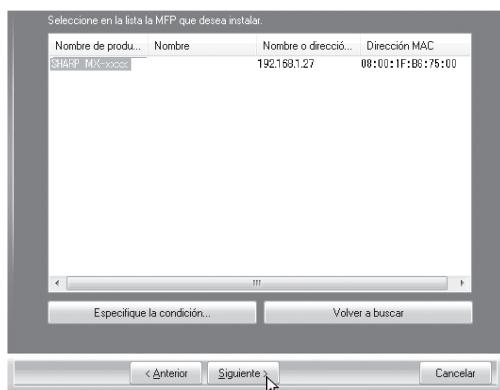 Seleccione en la lista la MFP que desea instalar.
Nombre de produ... Nombre Nombre o direcció... Dirección MAC
SHARP MX-xxxx 192.168.1.27 08:00:1F:B6:75:00
Especifique la condición... Volver a buscar
< Anterior Siguiente > Cancelar